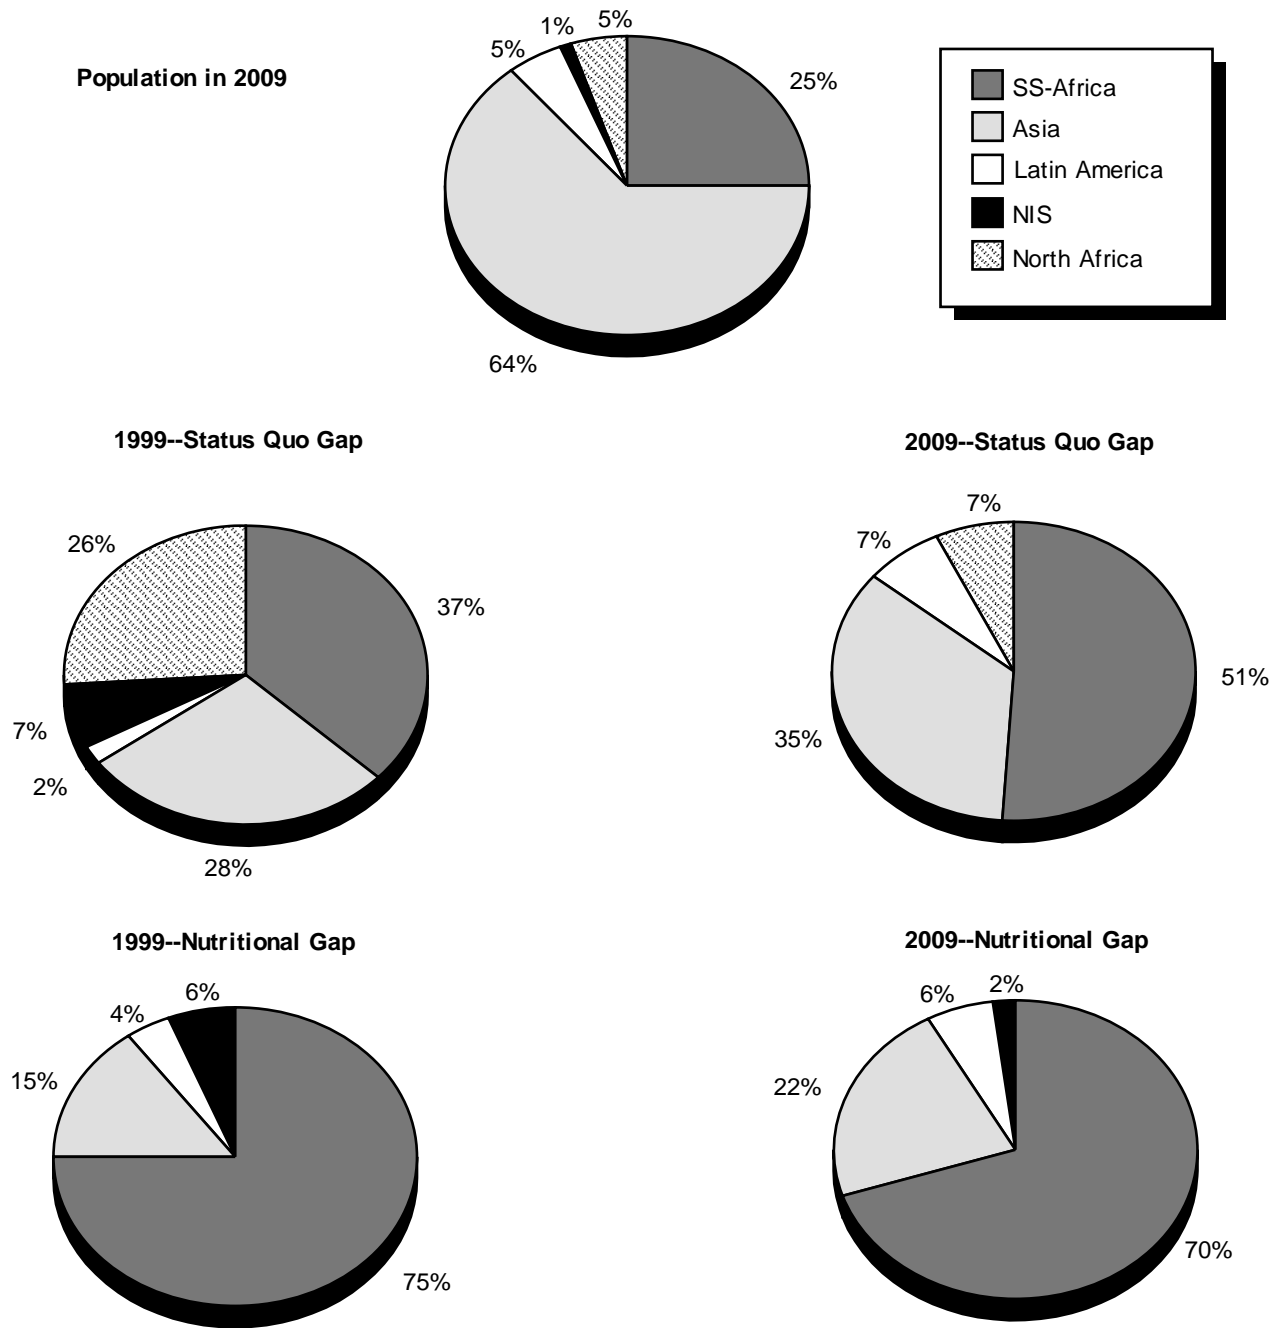 Population in 2009
5%
1%
5%
25%
64%
SS-Africa
Asia
Latin America
NIS
North Africa
1999--Status Quo Gap
26%
37%
7%
2%
28%
2009--Status Quo Gap
7%
7%
51%
35%
1999--Nutritional Gap
6%
4%
15%
75%
2009--Nutritional Gap
2%
6%
22%
70%